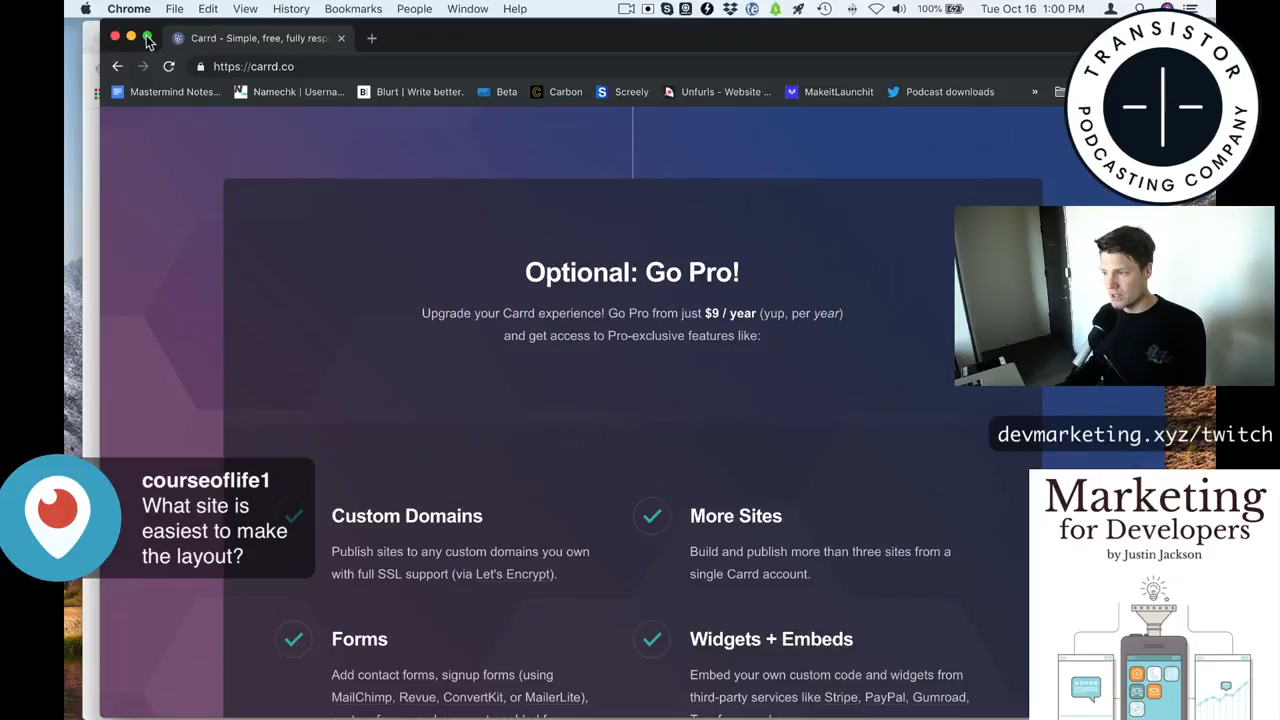 Chrome File Edit View History Bookmarks People Window Help 100% Tue Oct 16 1:00 PM
Carrd - Simple, free, fully resp
https://carrd.co
Mastermind Notes... Namechk | Userna... Blurt | Write better. Beta Carbon Screely Unfurls - Website ... MakeitLaunchit Podcast downloads »
TRANSISTOR
PODCASTING COMPANY
Optional: Go Pro!
Upgrade your Carrd experience! Go Pro from just $9 / year (yup, per year)
and get access to Pro-exclusive features like:
devmarketing.xyz/twitch
courseoflife1
What site is
easiest to make
the layout?
Custom Domains
Publish sites to any custom domains you own
with full SSL support (via Let's Encrypt).
More Sites
Build and publish more than three sites from a
single Carrd account.
Forms
Add contact forms, signup forms (using
MailChimp, Revue, ConvertKit, or MailerLite),
Widgets + Embeds
Embed your own custom code and widgets from
third-party services like Stripe, PayPal, Gumroad,
Marketing
for Developers
by Justin Jackson